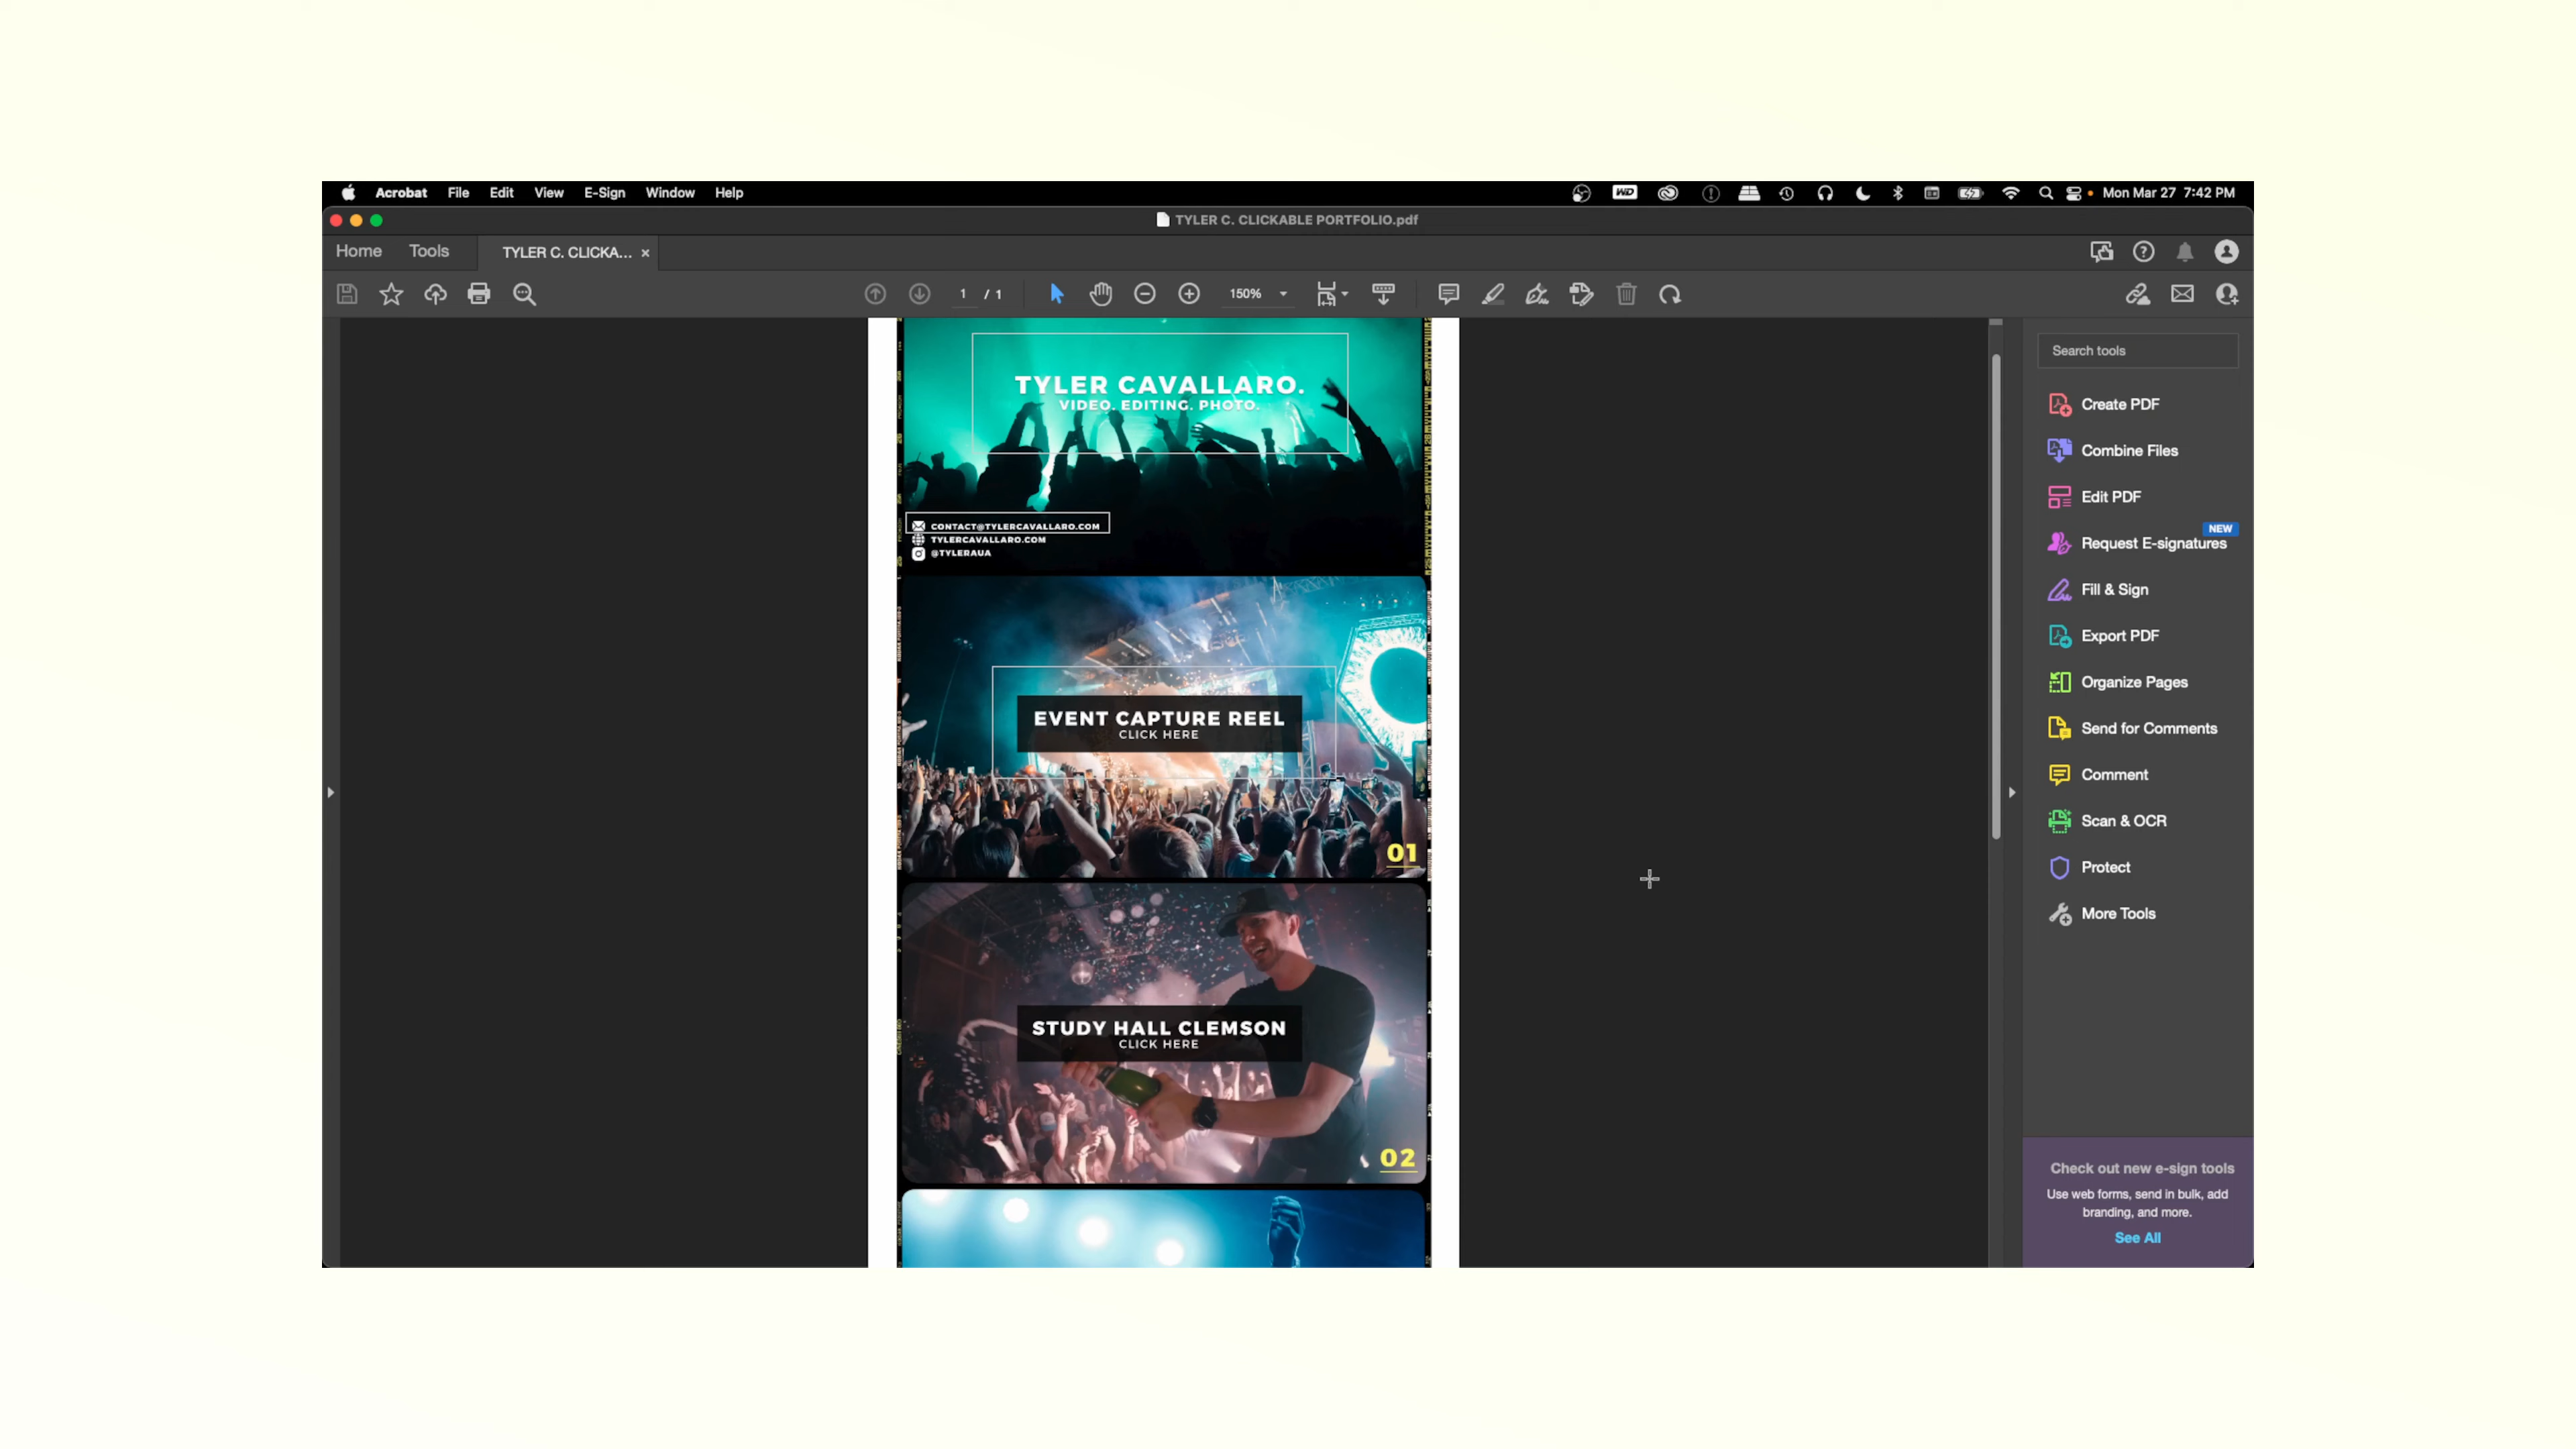 Acrobat File Edit View E-Sign Window Help
WD
Mon Mar 27 7:42 PM
TYLER C. CLICKABLE PORTFOLIO.pdf
Home Tools TYLER C. CLICKA... ×
1 / 1 150%
TYLER CAVALLARO.
VIDEO. EDITING. PHOTO.
CONTACT@TYLERCAVALLARO.COM
TYLERCAVALLARO.COM
@TYLERAUA
EVENT CAPTURE REEL
CLICK HERE
01
STUDY HALL CLEMSON
CLICK HERE
02
Search tools
Create PDF
Combine Files
Edit PDF
NEW
Request E-signatures
Fill & Sign
Export PDF
Organize Pages
Send for Comments
Comment
Scan & OCR
Protect
More Tools
Check out new e-sign tools
Use web forms, send in bulk, add
branding, and more.
See All